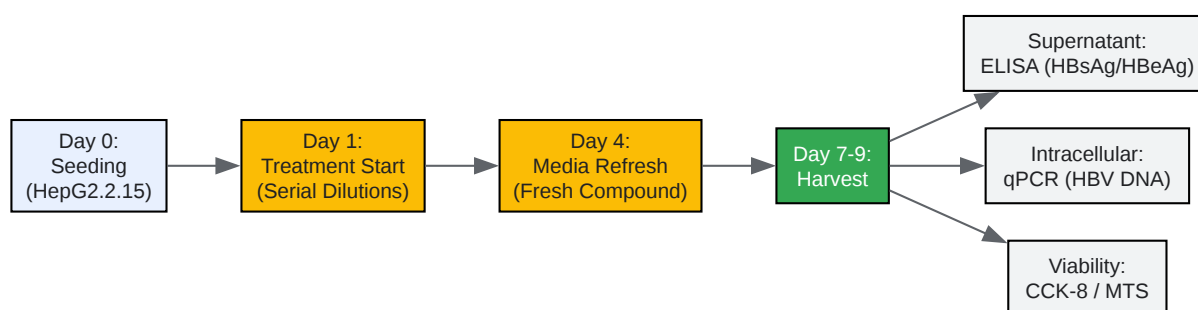 Day 0:
Seeding
(HepG2.2.15)
Day 1:
Treatment Start
(Serial Dilutions)
Day 4:
Media Refresh
(Fresh Compound)
Day 7-9:
Harvest
Supernatant:
ELISA (HBsAg/HBeAg)
Intracellular:
qPCR (HBV DNA)
Viability:
CCK-8 / MTS